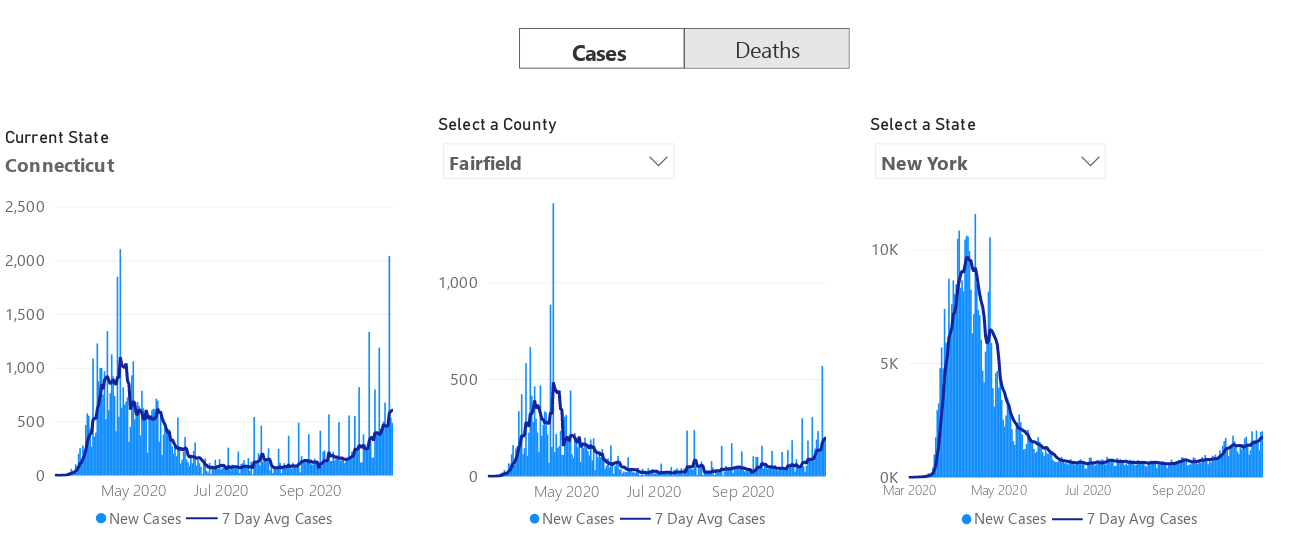 Cases Deaths
Current State
Connecticut
2,500
2,000
1,500
1,000
500
0
May 2020 Jul 2020 Sep 2020
New Cases 7 Day Avg Cases
Select a County
Fairfield
1,000
500
0
May 2020 Jul 2020 Sep 2020
New Cases 7 Day Avg Cases
Select a State
New York
10K
5K
0K
Mar 2020 May 2020 Jul 2020 Sep 2020
New Cases 7 Day Avg Cases